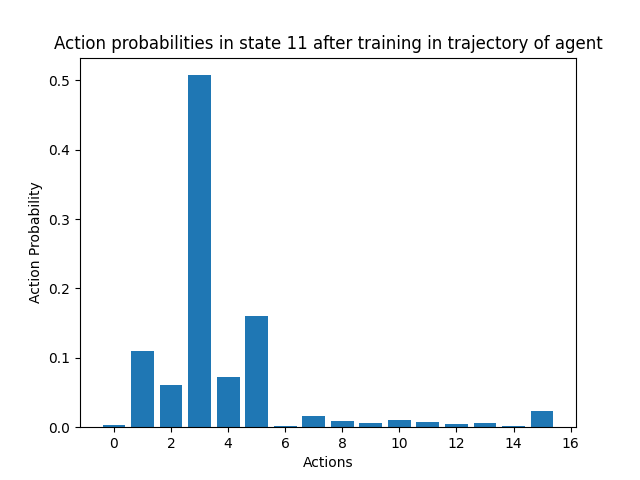 Action probabilities in state 11 after training in trajectory of agent
0.5
0.4
0.3
0.2
0.1
0.0
Action Probability
0 2 4 6 8 10 12 14 16
Actions